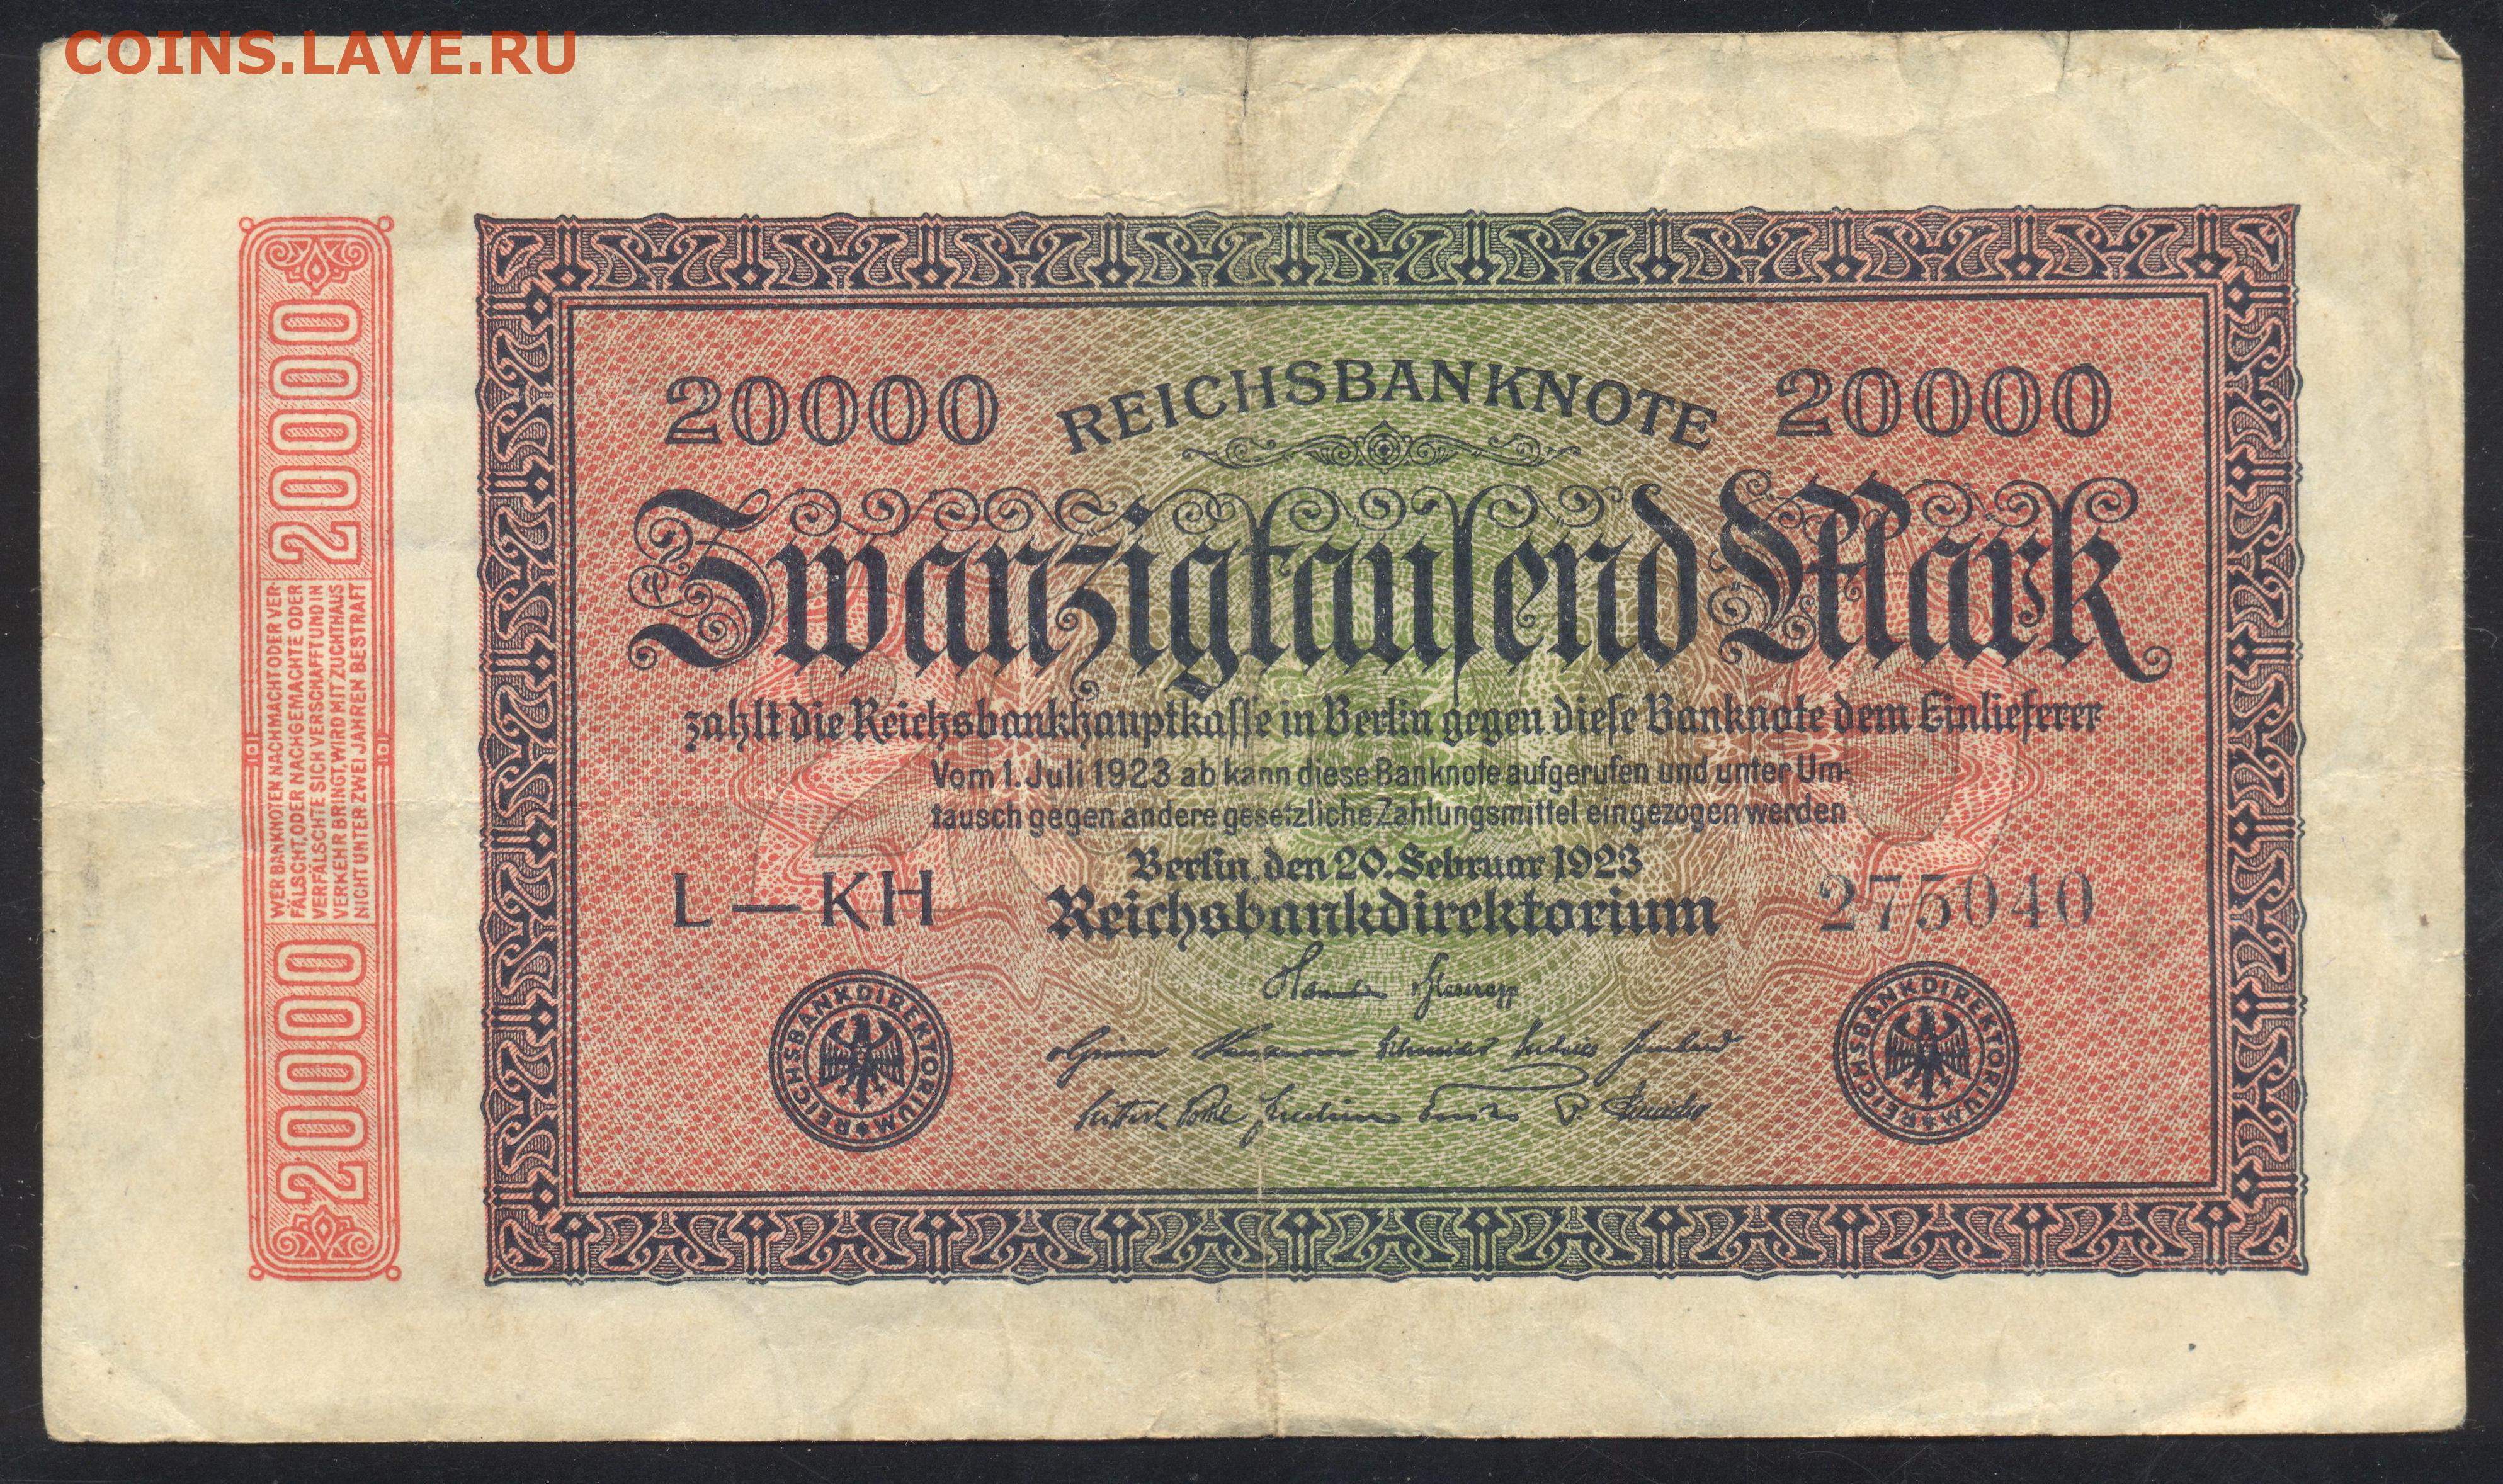 COINS.LAVE.RU
20000
WER BANKNOTEN NACHMACHT ODER VER-
FÄLSCHT, ODER NACHGEMACHTE ODER
VERFÄLSCHTE SICH VERSCHAFFT UND IN
VERKEHR BRINGT WIRD MIT ZUCHTHAUS
NICHT UNTER ZWEI JAHREN BESTRAFT
20000
20000 REICHSBANKNOTE 20000
Zwanzigtauſend Mark
zahlt die Reichsbankhauptkaſſe in Berlin gegen dieſe Banknote dem Einlieferer
Vom 1. Juli 1923 ab kann diese Banknote aufgerufen und unter Um-
tausch gegen andere gesetzliche Zahlungsmittel eingezogen werden
Berlin, den 20. Februar 1923
L — KH Reichsbankdirektorium 275040
REICHSBANKDIREKTORIUM
REICHSBANKDIREKTORIUM